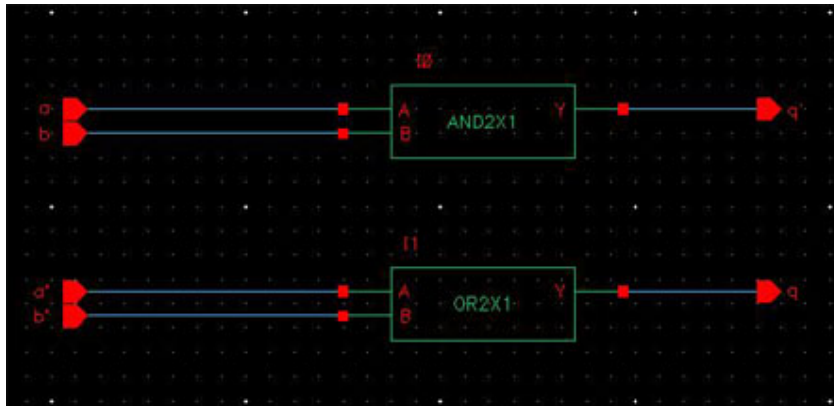 I0
a A AND2X1 Y q'
b B
I1
a' A OR2X1 Y q
b' B